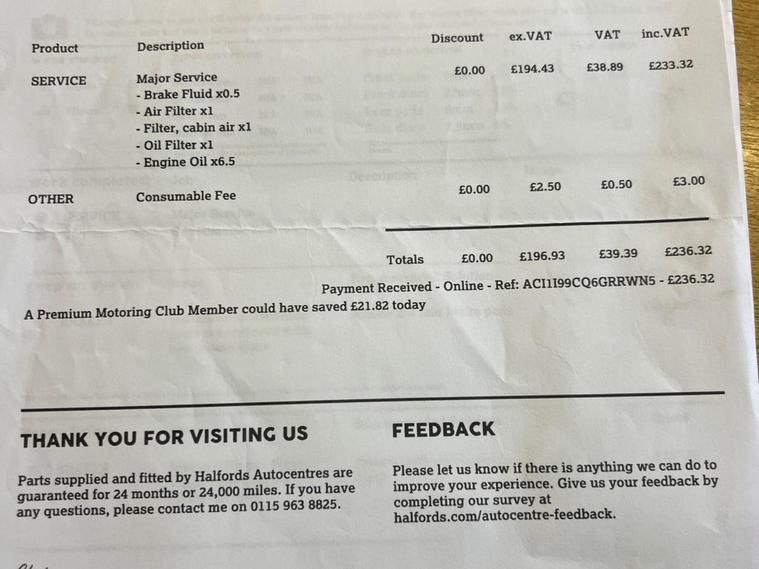 Product Description Discount ex.VAT VAT inc.VAT
SERVICE Major Service £0.00 £194.43 £38.89 £233.32
- Brake Fluid x0.5
- Air Filter x1
- Filter, cabin air x1
- Oil Filter x1
- Engine Oil x6.5
OTHER Consumable Fee £0.00 £2.50 £0.50 £3.00
Totals £0.00 £196.93 £39.39 £236.32
Payment Received - Online - Ref: ACI1I99CQ6GRRWN5 - £236.32
A Premium Motoring Club Member could have saved £21.82 today
THANK YOU FOR VISITING US
Parts supplied and fitted by Halfords Autocentres are
guaranteed for 24 months or 24,000 miles. If you have
any questions, please contact me on 0115 963 8825.
FEEDBACK
Please let us know if there is anything we can do to
improve your experience. Give us your feedback by
completing our survey at
halfords.com/autocentre-feedback.